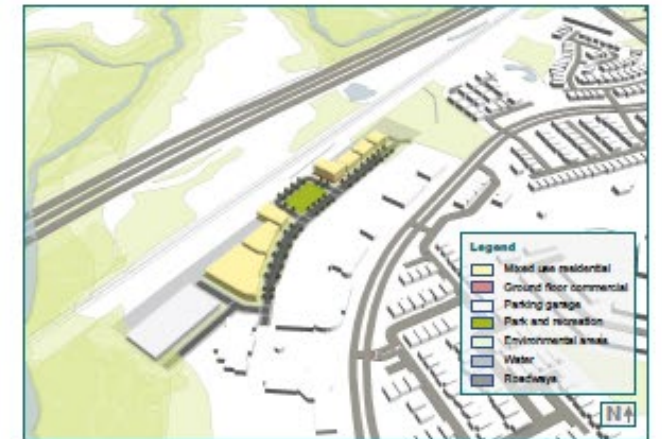 Legend
Mixed use residential
Ground floor commercial
Parking garage
Park and recreation
Environmental areas
Water
Roadways
N